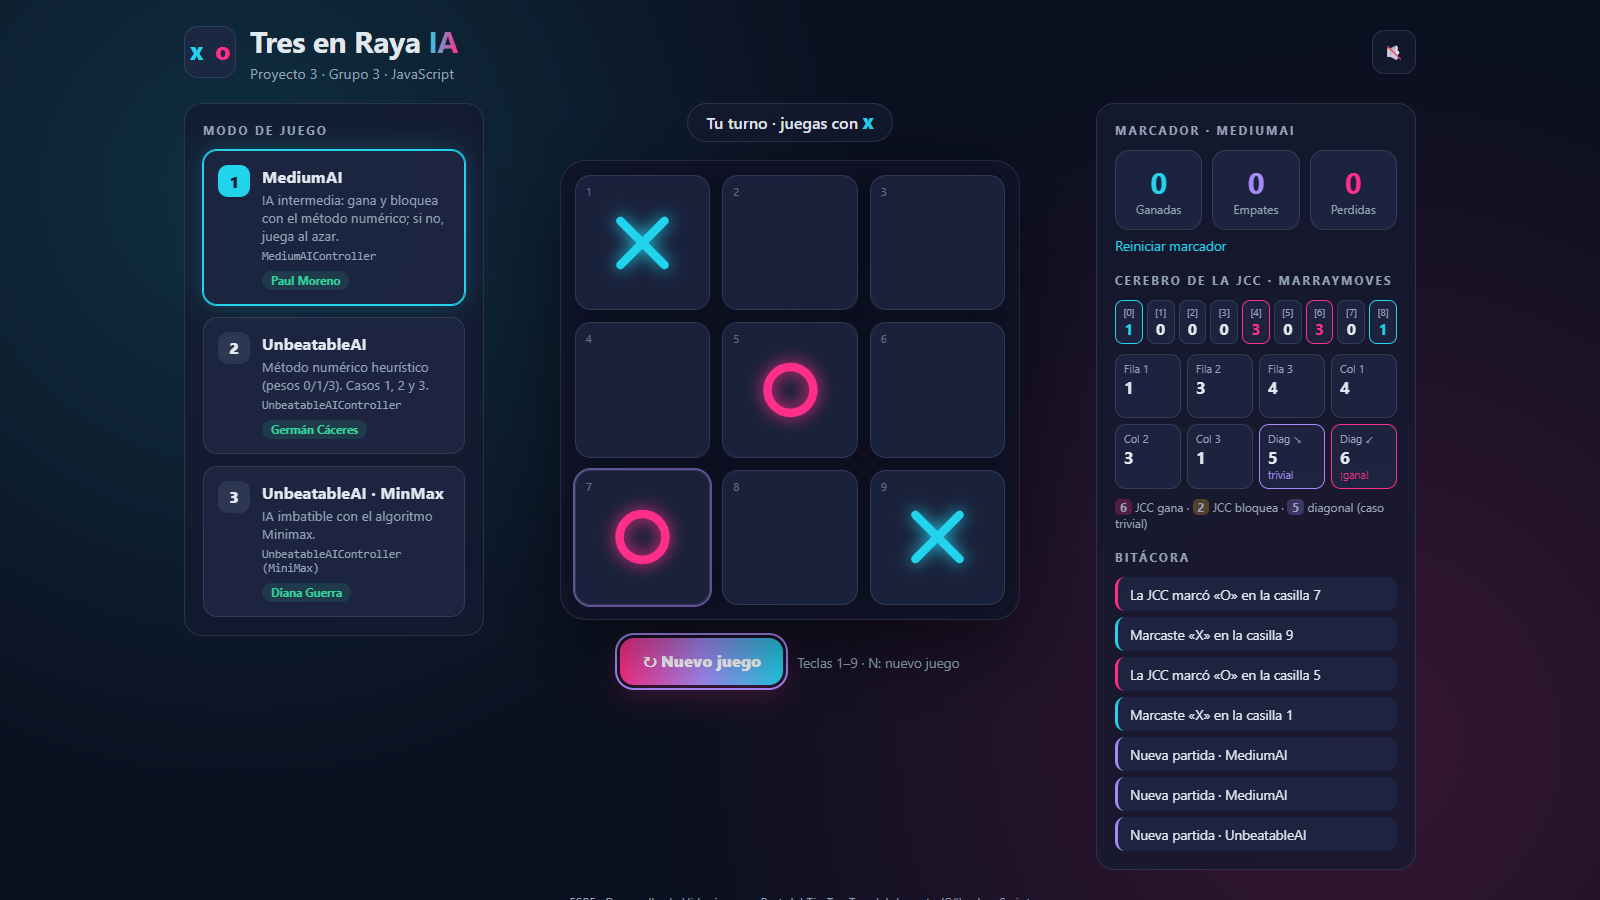 X O
Tres en Raya IA
Proyecto 3 · Grupo 3 · JavaScript
MODO DE JUEGO
1
MediumAI
IA intermedia: gana y bloquea
con el método numérico; si no,
juega al azar.
MediumAIController
Paul Moreno
2
UnbeatableAI
Método numérico heurístico
(pesos 0/1/3). Casos 1, 2 y 3.
UnbeatableAIController
Germán Cáceres
3
UnbeatableAI · MinMax
IA imbatible con el algoritmo
Minimax.
UnbeatableAIController
(MiniMax)
Diana Guerra
Tu turno · juegas con X
1 2 3
4 5 6
7 8 9
↻ Nuevo juego
Teclas 1–9 · N: nuevo juego
MARCADOR · MEDIUMAI
0 0 0
Ganadas Empates Perdidas
Reiniciar marcador
CEREBRO DE LA JCC · MARRAYMOVES
[0] [1] [2] [3] [4] [5] [6] [7] [8]
1 0 0 0 3 0 3 0 1
Fila 1 Fila 2 Fila 3 Col 1
1 3 4 4
Col 2 Col 3 Diag ↘ Diag ↙
3 1 5 6
trivial ¡gana!
6 JCC gana · 2 JCC bloquea · 5 diagonal (caso
trivial)
BITÁCORA
La JCC marcó «O» en la casilla 7
Marcaste «X» en la casilla 9
La JCC marcó «O» en la casilla 5
Marcaste «X» en la casilla 1
Nueva partida · MediumAI
Nueva partida · MediumAI
Nueva partida · UnbeatableAI